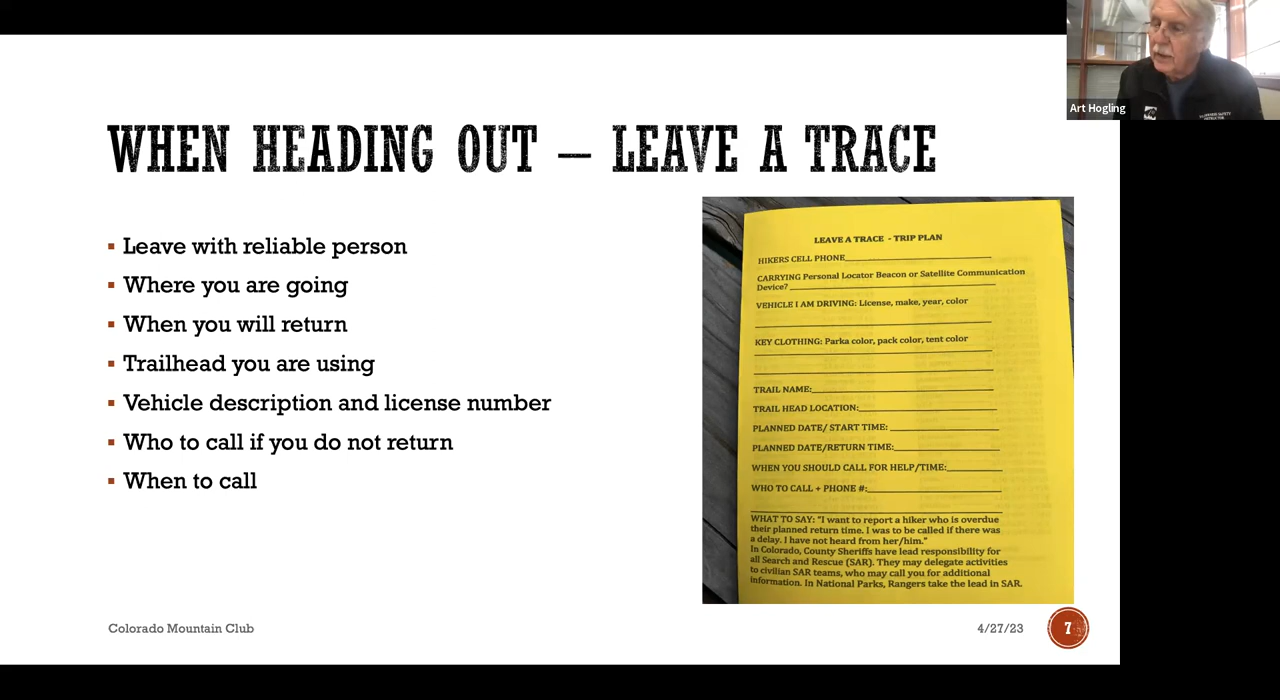 Art Hogling
WHEN HEADING OUT – LEAVE A TRACE
▪ Leave with reliable person
▪ Where you are going
▪ When you will return
▪ Trailhead you are using
▪ Vehicle description and license number
▪ Who to call if you do not return
▪ When to call
LEAVE A TRACE - TRIP PLAN
HIKERS CELL PHONE
CARRYING Personal Locator Beacon or Satellite Communication
Device?
VEHICLE I AM DRIVING: License, make, year, color
KEY CLOTHING: Parka color, pack color, tent color
TRAIL NAME:
TRAIL HEAD LOCATION:
PLANNED DATE/ START TIME:
PLANNED DATE/RETURN TIME:
WHEN YOU SHOULD CALL FOR HELP/TIME:
WHO TO CALL + PHONE #:
WHAT TO SAY: "I want to report a hiker who is overdue
their planned return time. I was to be called if there was
a delay. I have not heard from her/him."
In Colorado, County Sheriffs have lead responsibility for
all Search and Rescue (SAR). They may delegate activities
to civilian SAR teams, who may call you for additional
information. In National Parks, Rangers take the lead in SAR.
Colorado Mountain Club
4/27/23
7